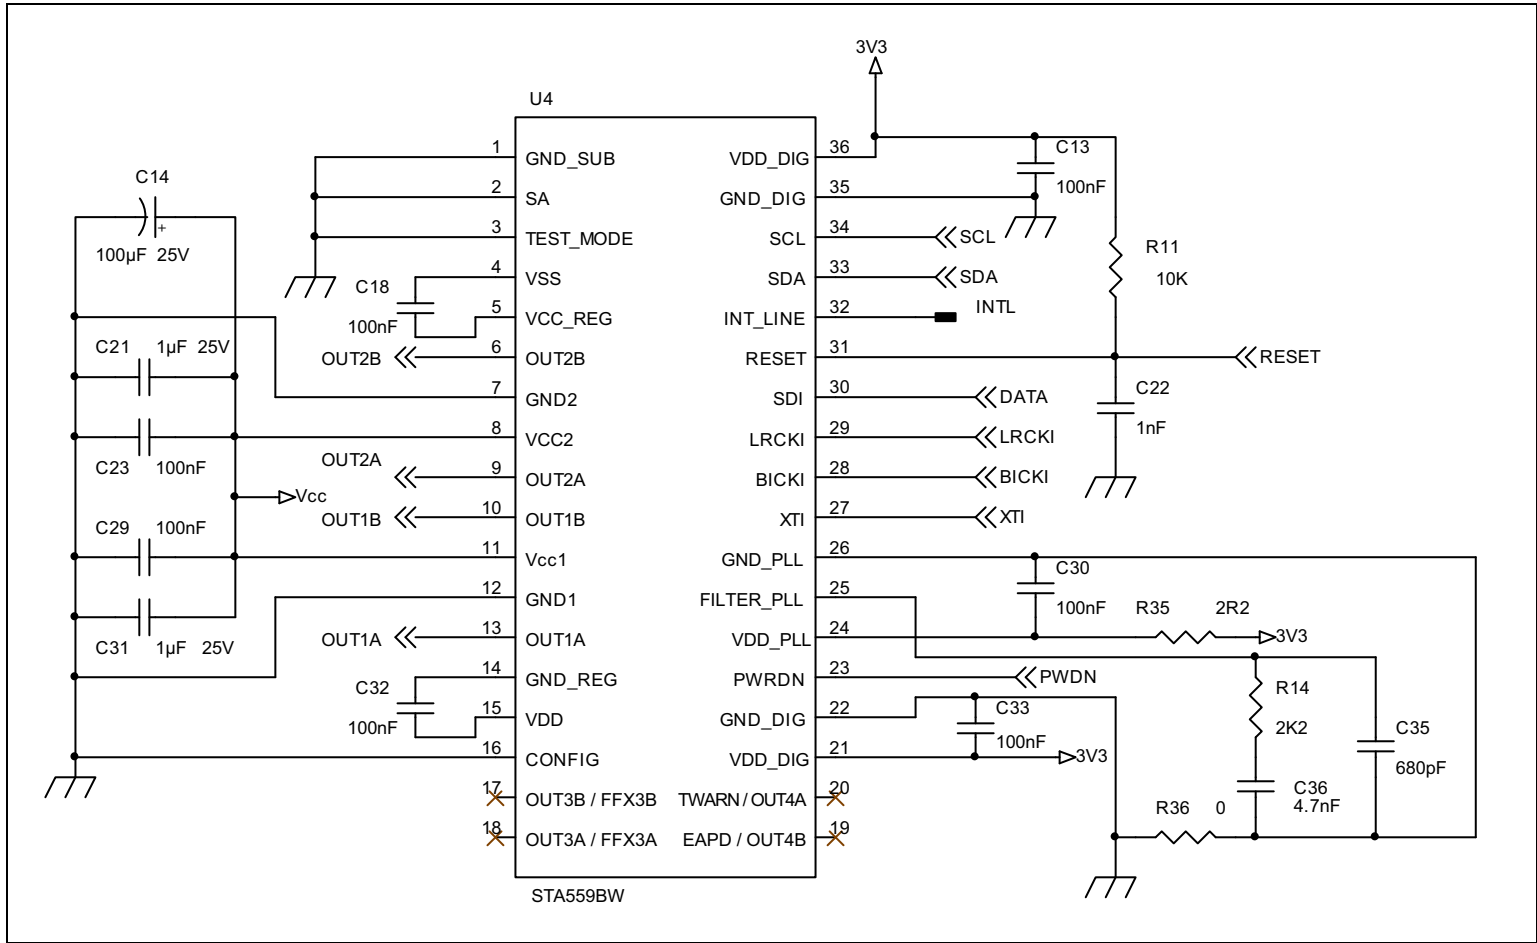 3V3
U4
1 GND_SUB
2 SA
3 TEST_MODE
4 VSS
5 VCC_REG
6 OUT2B
7 GND2
8 VCC2
9 OUT2A
10 OUT1B
11 Vcc1
12 GND1
13 OUT1A
14 GND_REG
15 VDD
16 CONFIG
17 OUT3B / FFX3B
18 OUT3A / FFX3A
VDD_DIG 36
GND_DIG 35
SCL 34
SDA 33
INT_LINE 32
RESET 31
SDI 30
LRCKI 29
BICKI 28
XTI 27
GND_PLL 26
FILTER_PLL 25
VDD_PLL 24
PWRDN 23
GND_DIG 22
VDD_DIG 21
TWARN / OUT4A 20
EAPD / OUT4B 19
STA559BW
C14
+
100µF 25V
C18
100nF
C21 1µF 25V
OUT2B
C23 100nF
OUT2A
Vcc
OUT1B
C29 100nF
C31 1µF 25V
OUT1A
C32
100nF
C13
100nF
SCL
SDA
INTL
R11
10K
RESET
C22
1nF
DATA
LRCKI
BICKI
XTI
C30
100nF
R35 2R2
3V3
PWDN
C33
100nF
3V3
R14
2K2
C35
680pF
C36
4.7nF
R36 0